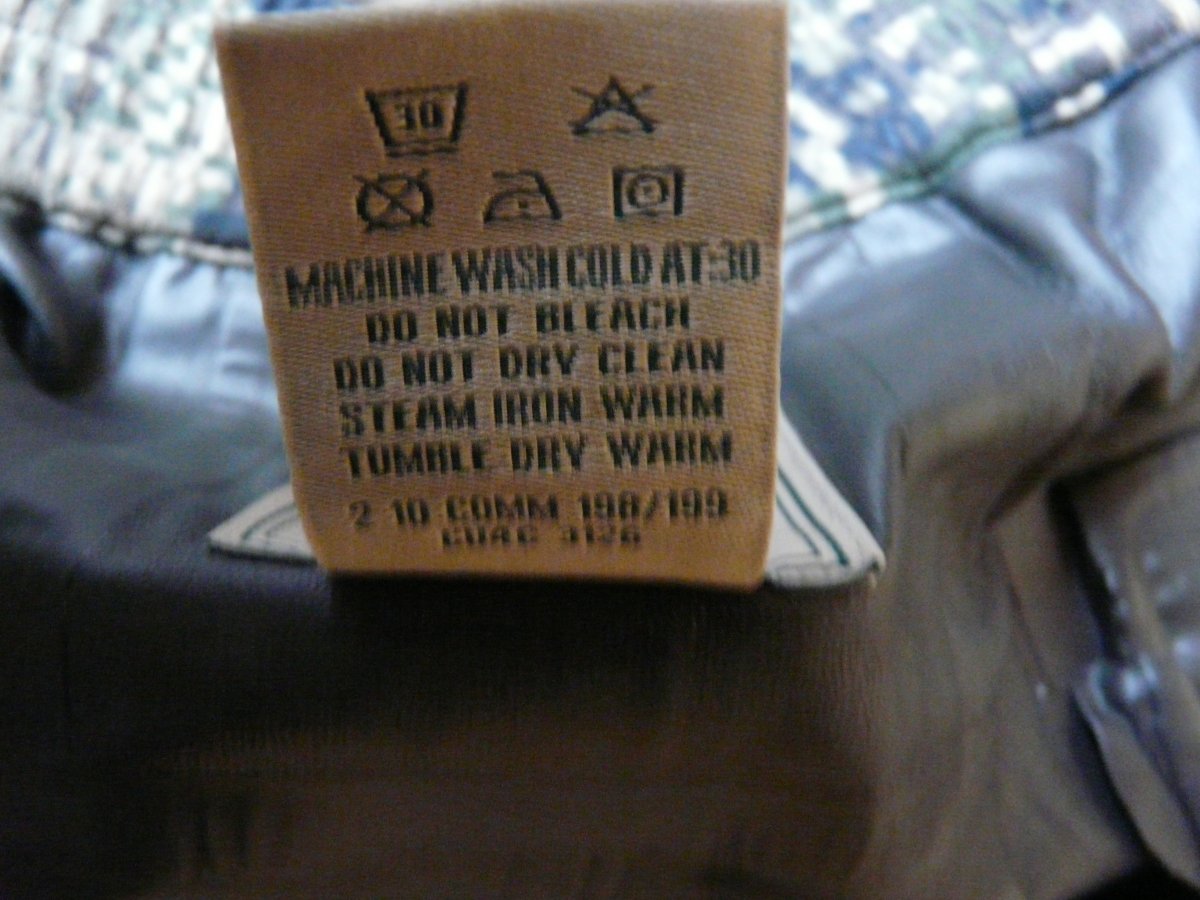 30
MACHINE WASH COLD AT:30
DO NOT BLEACH
DO NOT DRY CLEAN
STEAM IRON WARM
TUMBLE DRY WARM
2 10 COMM 198/199